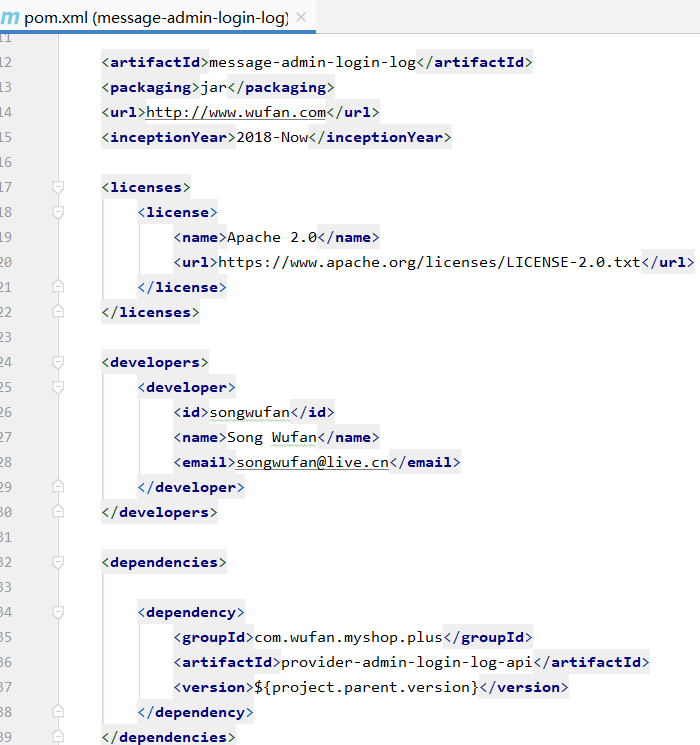 m pom.xml (message-admin-login-log) ×
11
12 <artifactId>message-admin-login-log</artifactId>
13 <packaging>jar</packaging>
14 <url>http://www.wufan.com</url>
15 <inceptionYear>2018-Now</inceptionYear>
16
17 <licenses>
18 <license>
19 <name>Apache 2.0</name>
20 <url>https://www.apache.org/licenses/LICENSE-2.0.txt</url>
21 </license>
22 </licenses>
23
24 <developers>
25 <developer>
26 <id>songwufan</id>
27 <name>Song Wufan</name>
28 <email>songwufan@live.cn</email>
29 </developer>
30 </developers>
31
32 <dependencies>
33
34 <dependency>
35 <groupId>com.wufan.myshop.plus</groupId>
36 <artifactId>provider-admin-login-log-api</artifactId>
37 <version>${project.parent.version}</version>
38 </dependency>
39 </dependencies>